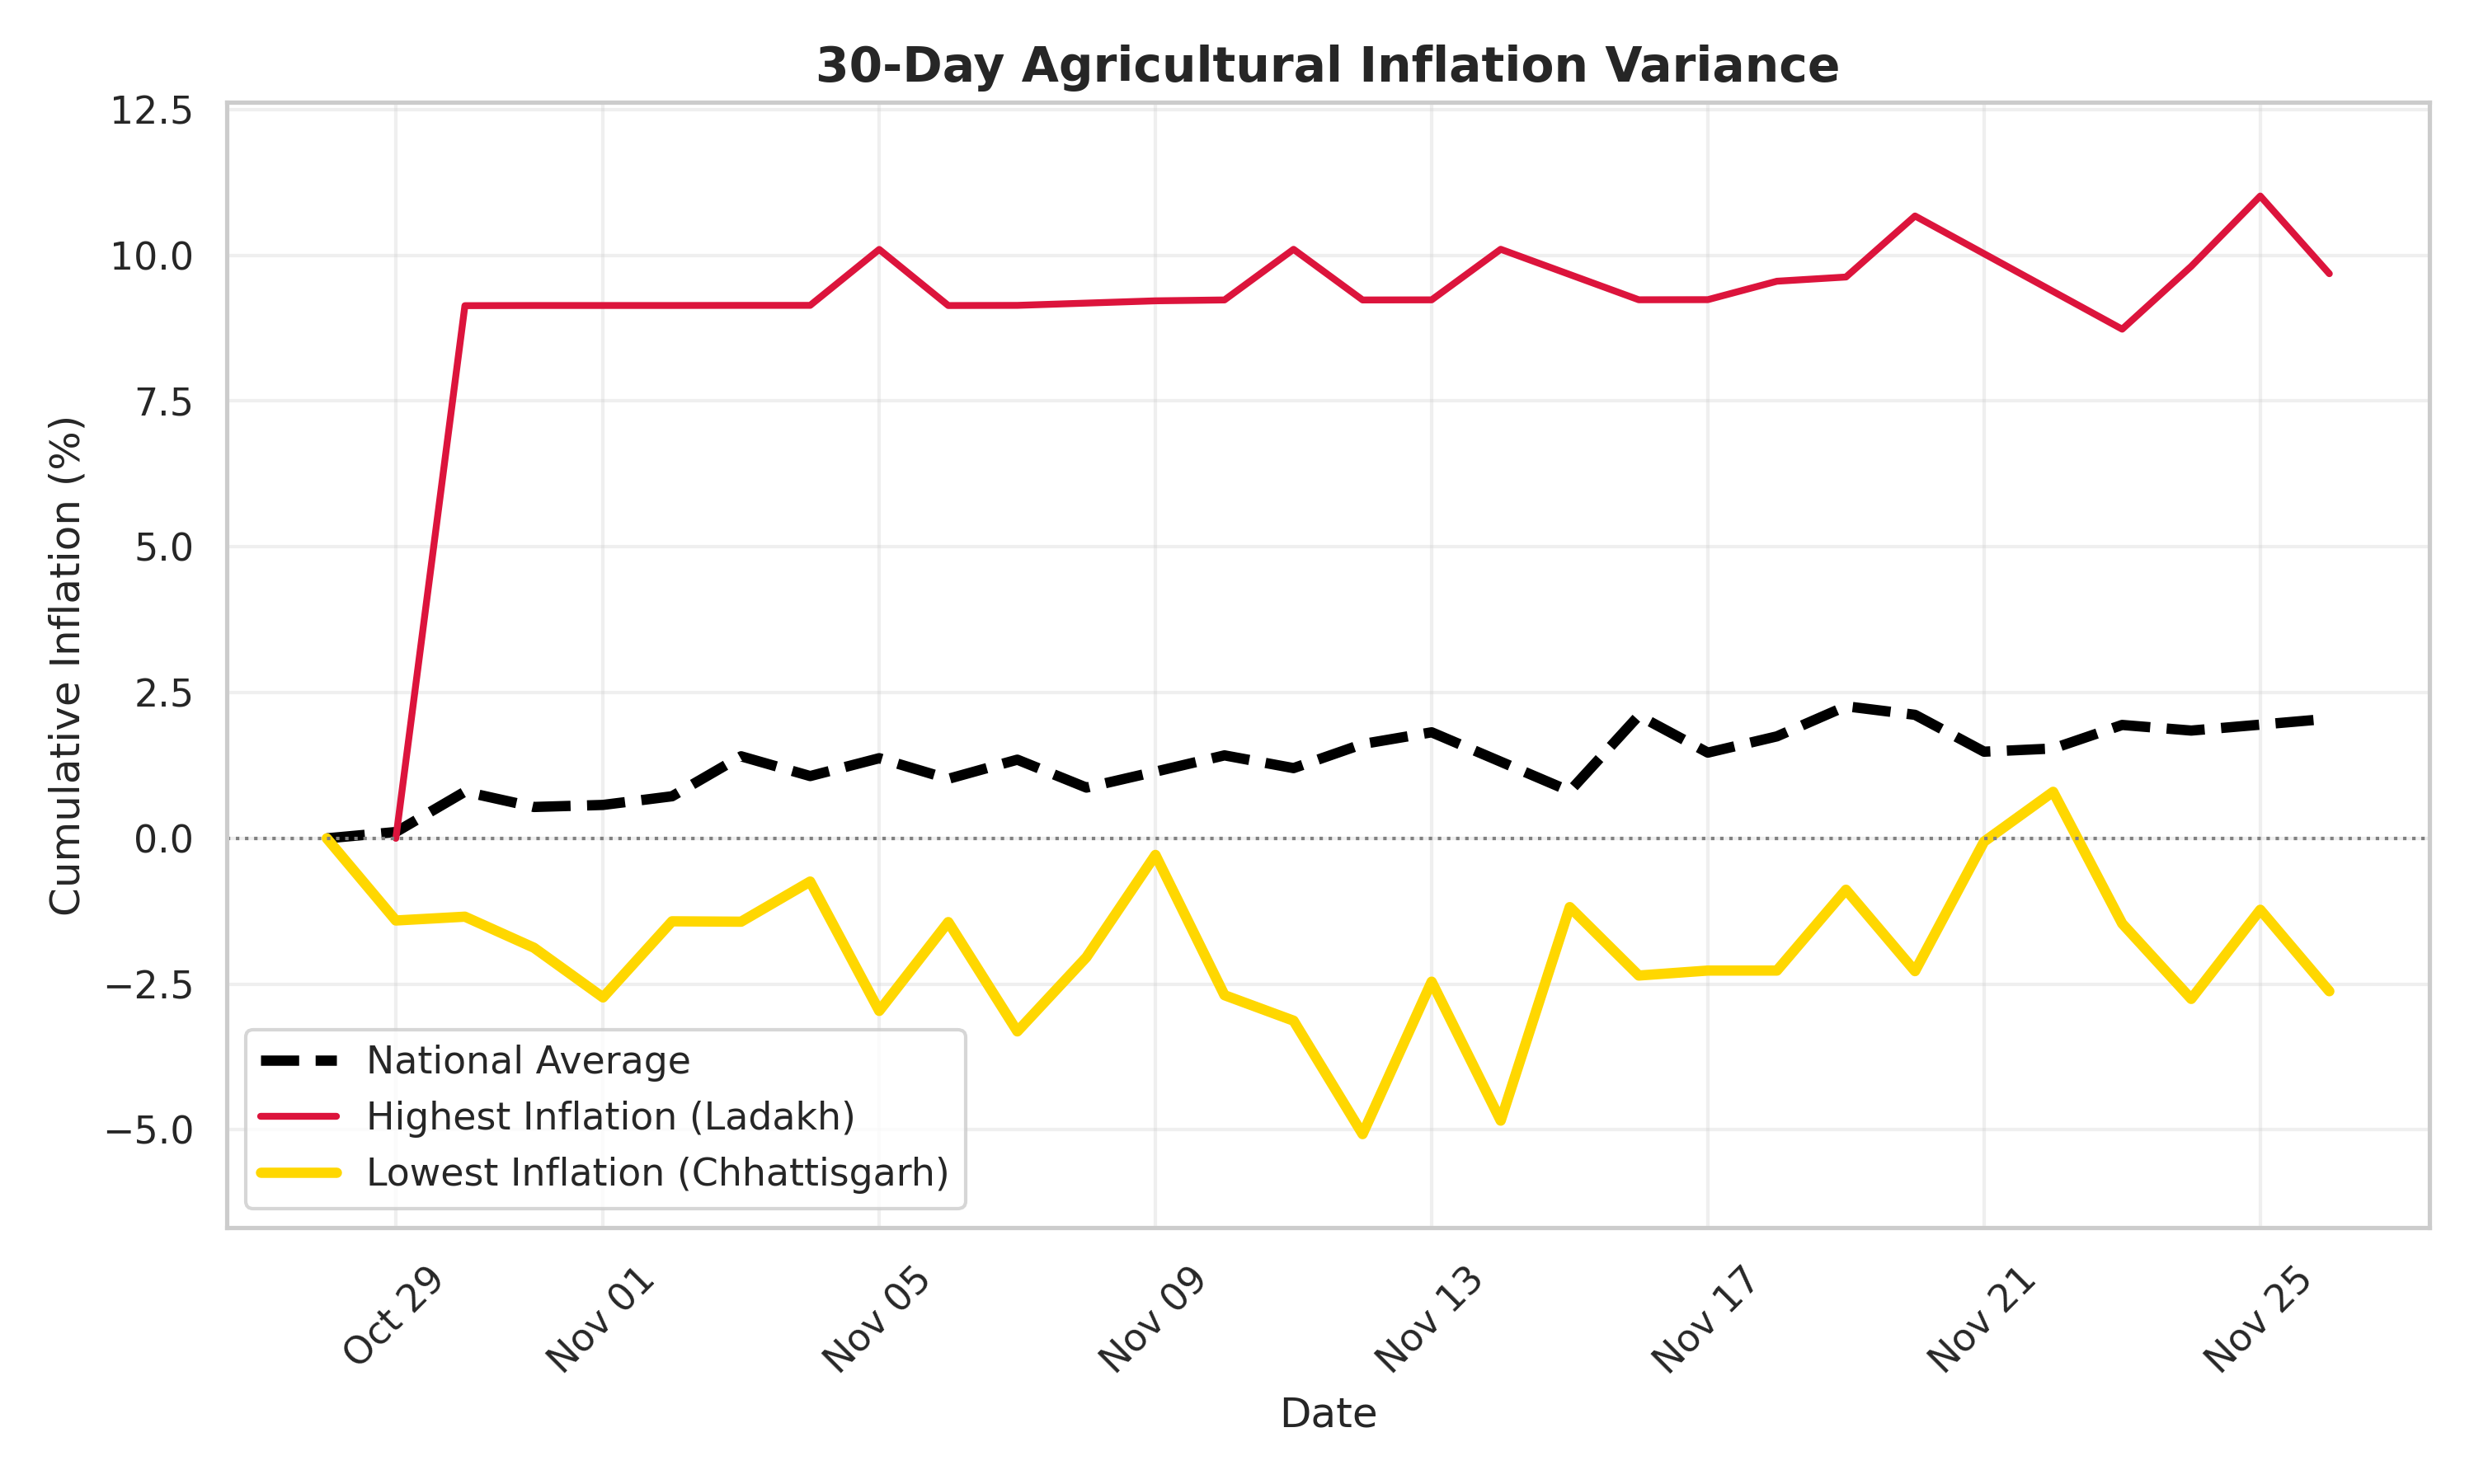 30-Day Agricultural Inflation Variance
Cumulative Inflation (%)
12.5
10.0
7.5
5.0
2.5
0.0
−2.5
−5.0
National Average
Highest Inflation (Ladakh)
Lowest Inflation (Chhattisgarh)
Oct 29
Nov 01
Nov 05
Nov 09
Nov 13
Nov 17
Nov 21
Nov 25
Date